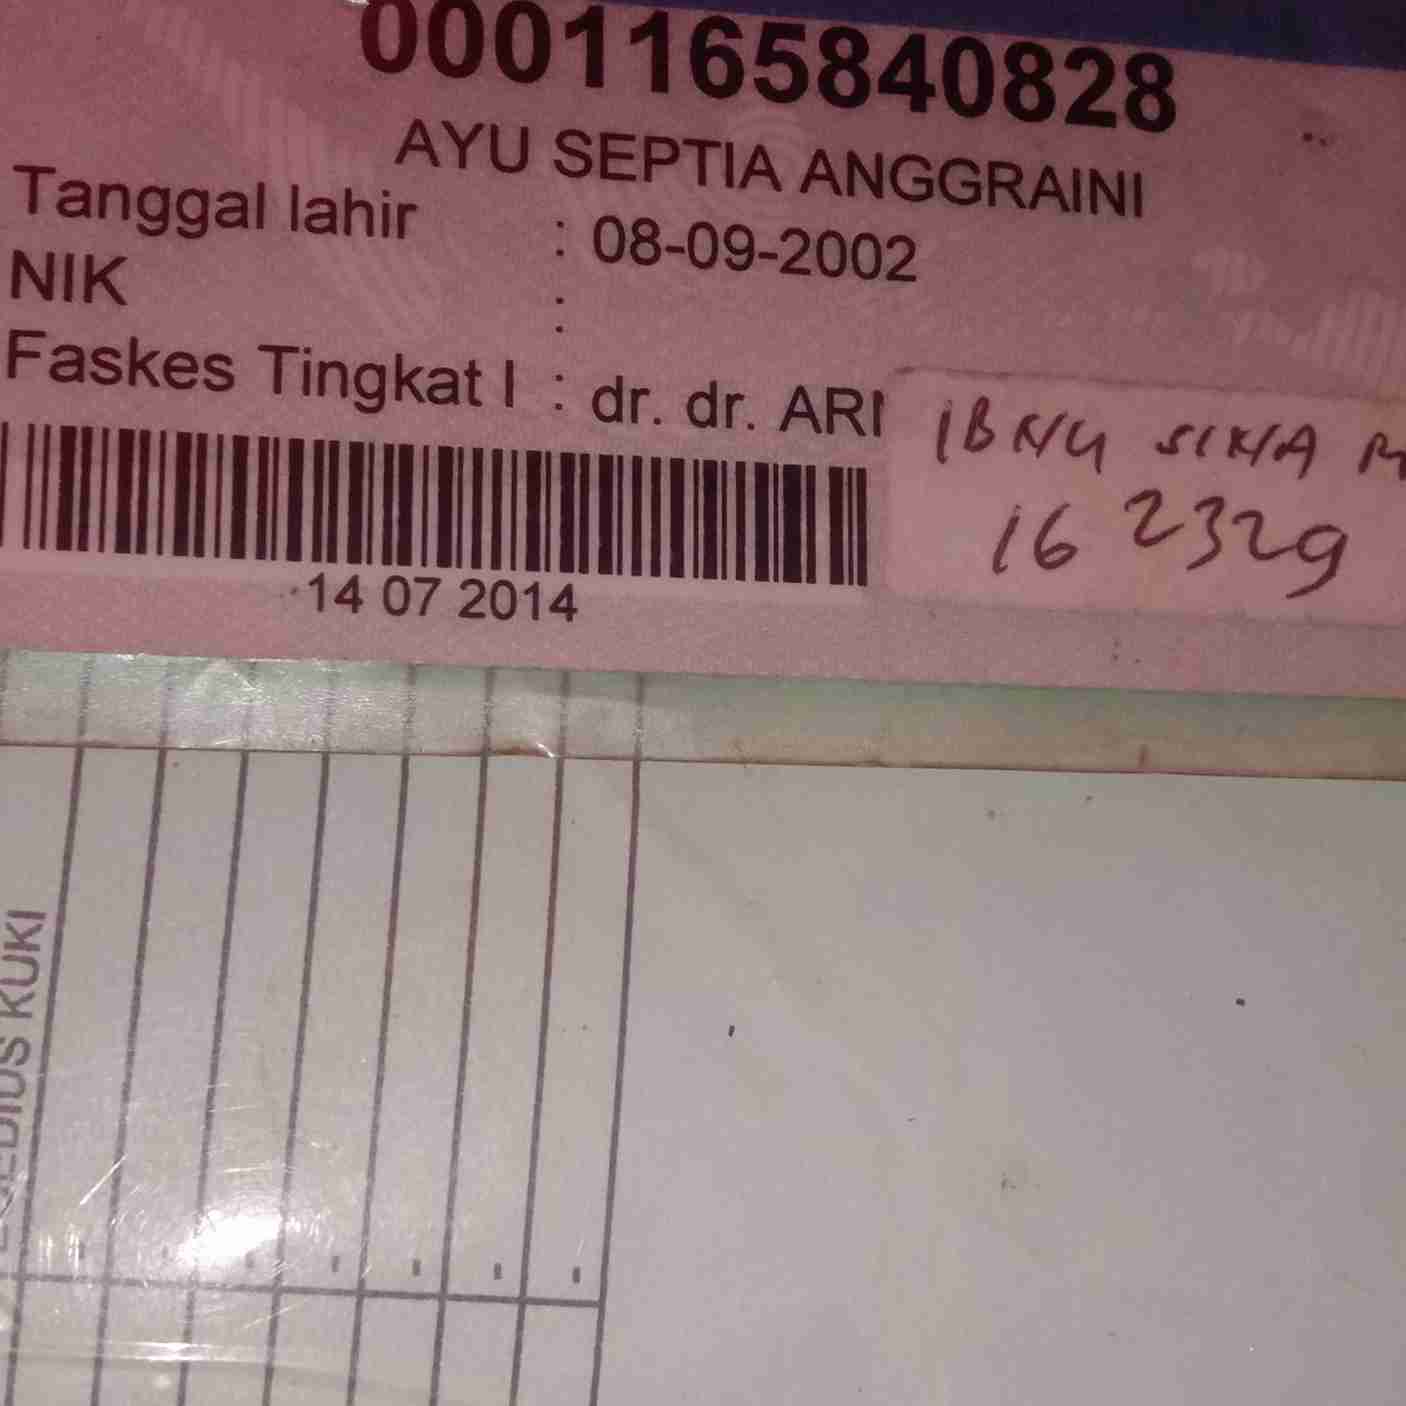 0001165840828
AYU SEPTIA ANGGRAINI
Tanggal lahir : 08-09-2002
NIK :
Faskes Tingkat I : dr. dr. ARI
IBNU SINA
16 2329
14 07 2014
KUKI